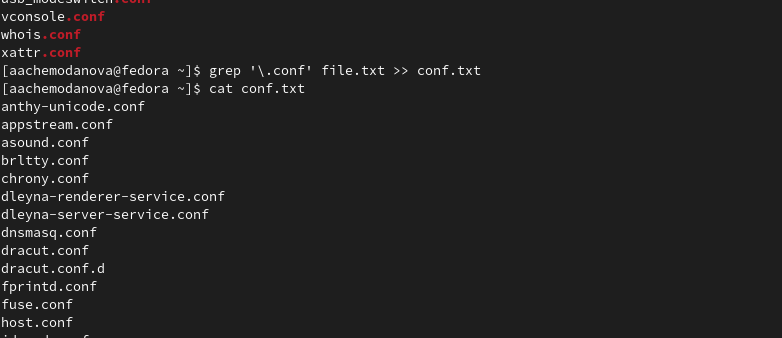 vconsole.conf
whois.conf
xattr.conf
[aachemodanova@fedora ~]$ grep '\.conf' file.txt >> conf.txt
[aachemodanova@fedora ~]$ cat conf.txt
anthy-unicode.conf
appstream.conf
asound.conf
brltty.conf
chrony.conf
dleyna-renderer-service.conf
dleyna-server-service.conf
dnsmasq.conf
dracut.conf
dracut.conf.d
fprintd.conf
fuse.conf
host.conf